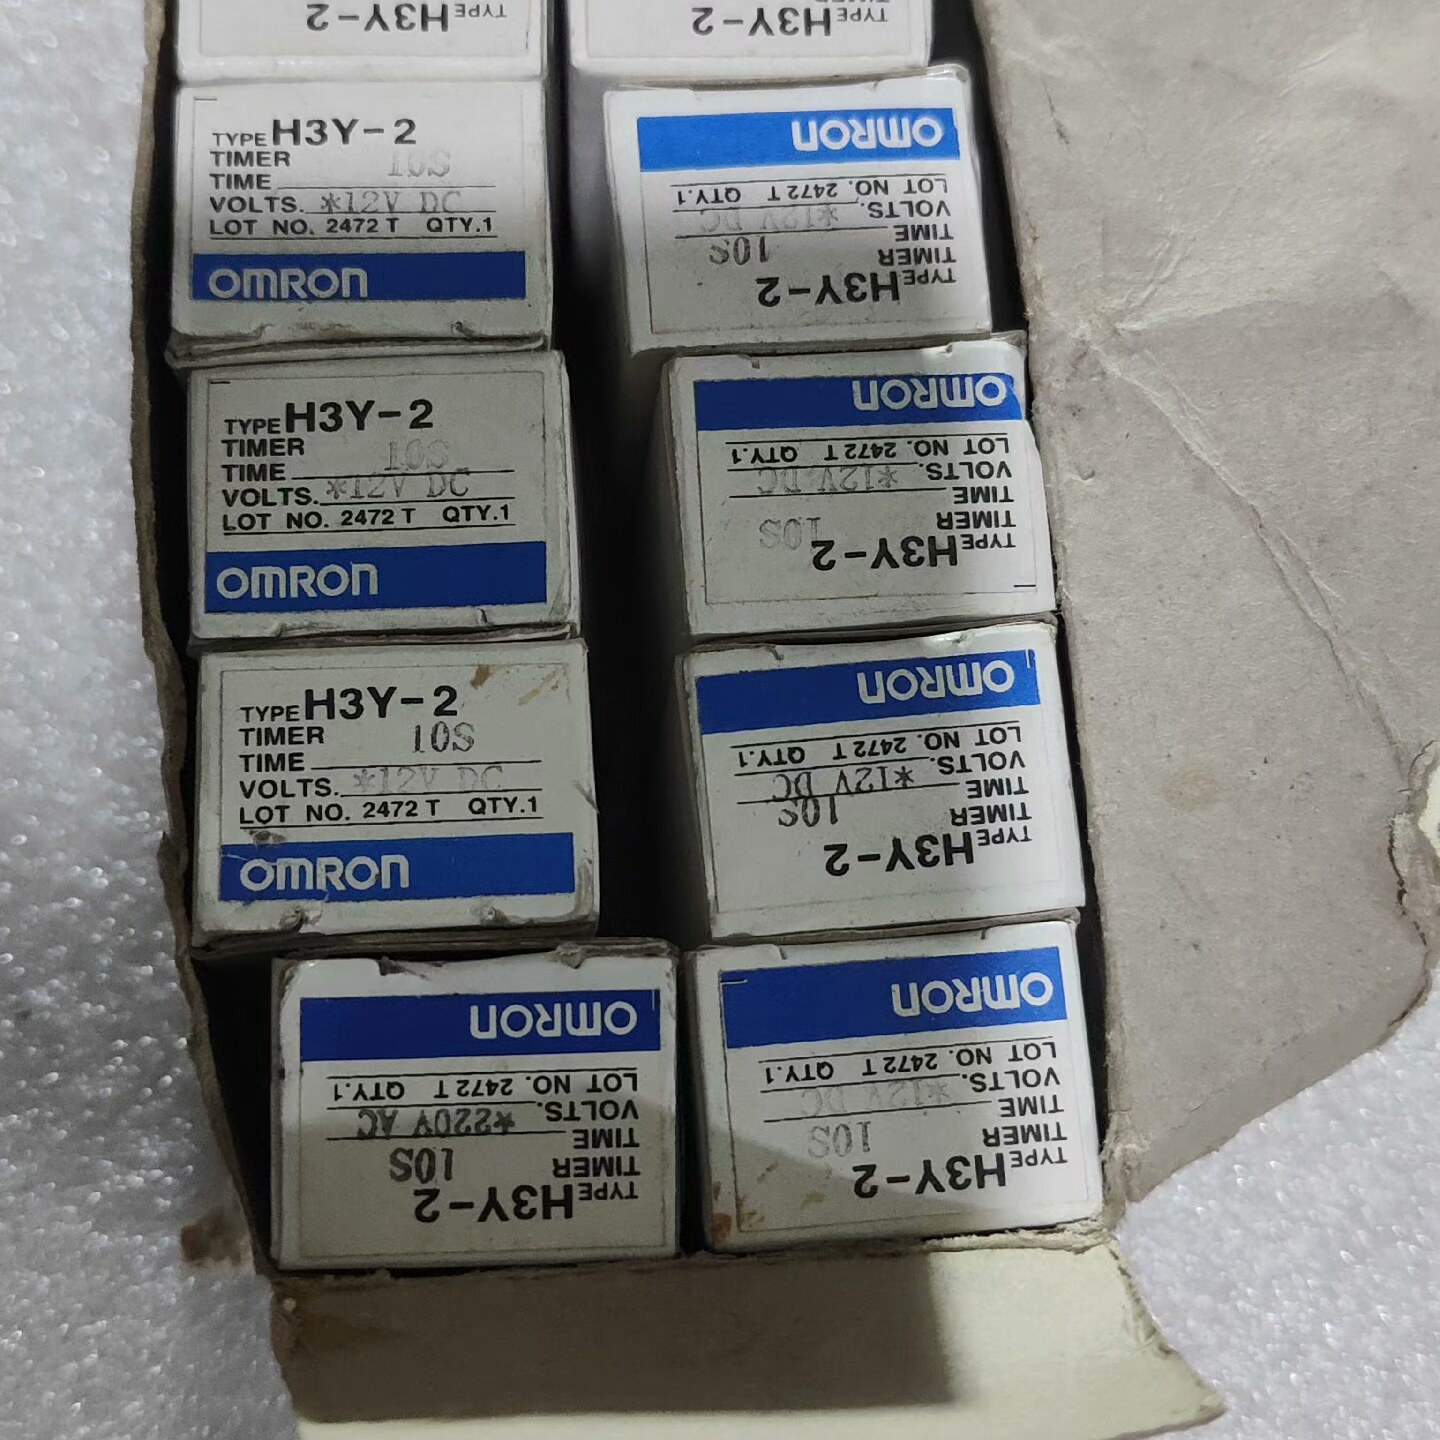 TYPE H3Y-2
TYPE H3Y-2
TIMER
TYPE H3Y-2
TIMER 10S
TIME
VOLTS. *12V DC
LOT NO. 2472 T QTY.1
OMRON
OMRON
LOT NO. 2472 T QTY.1
VOLTS. *12V DC
TIME
TIMER 10S
TYPE H3Y-2
TYPE H3Y-2
TIMER 10S
TIME
VOLTS. *12V DC
LOT NO. 2472 T QTY.1
OMRON
OMRON
LOT NO. 2472 T QTY.1
VOLTS. *12V DC
TIME
TIMER 10S
TYPE H3Y-2
TYPE H3Y-2
TIMER 10S
TIME
VOLTS. *12V DC
LOT NO. 2472 T QTY.1
OMRON
OMRON
LOT NO. 2472 T QTY.1
VOLTS. *12V DC
TIME
TIMER 10S
TYPE H3Y-2
OMRON
LOT NO. 2472 T QTY.1
VOLTS. *220V AC
TIME
TIMER 10S
TYPE H3Y-2
OMRON
LOT NO. 2472 T QTY.1
VOLTS. *12V DC
TIME
TIMER 10S
TYPE H3Y-2